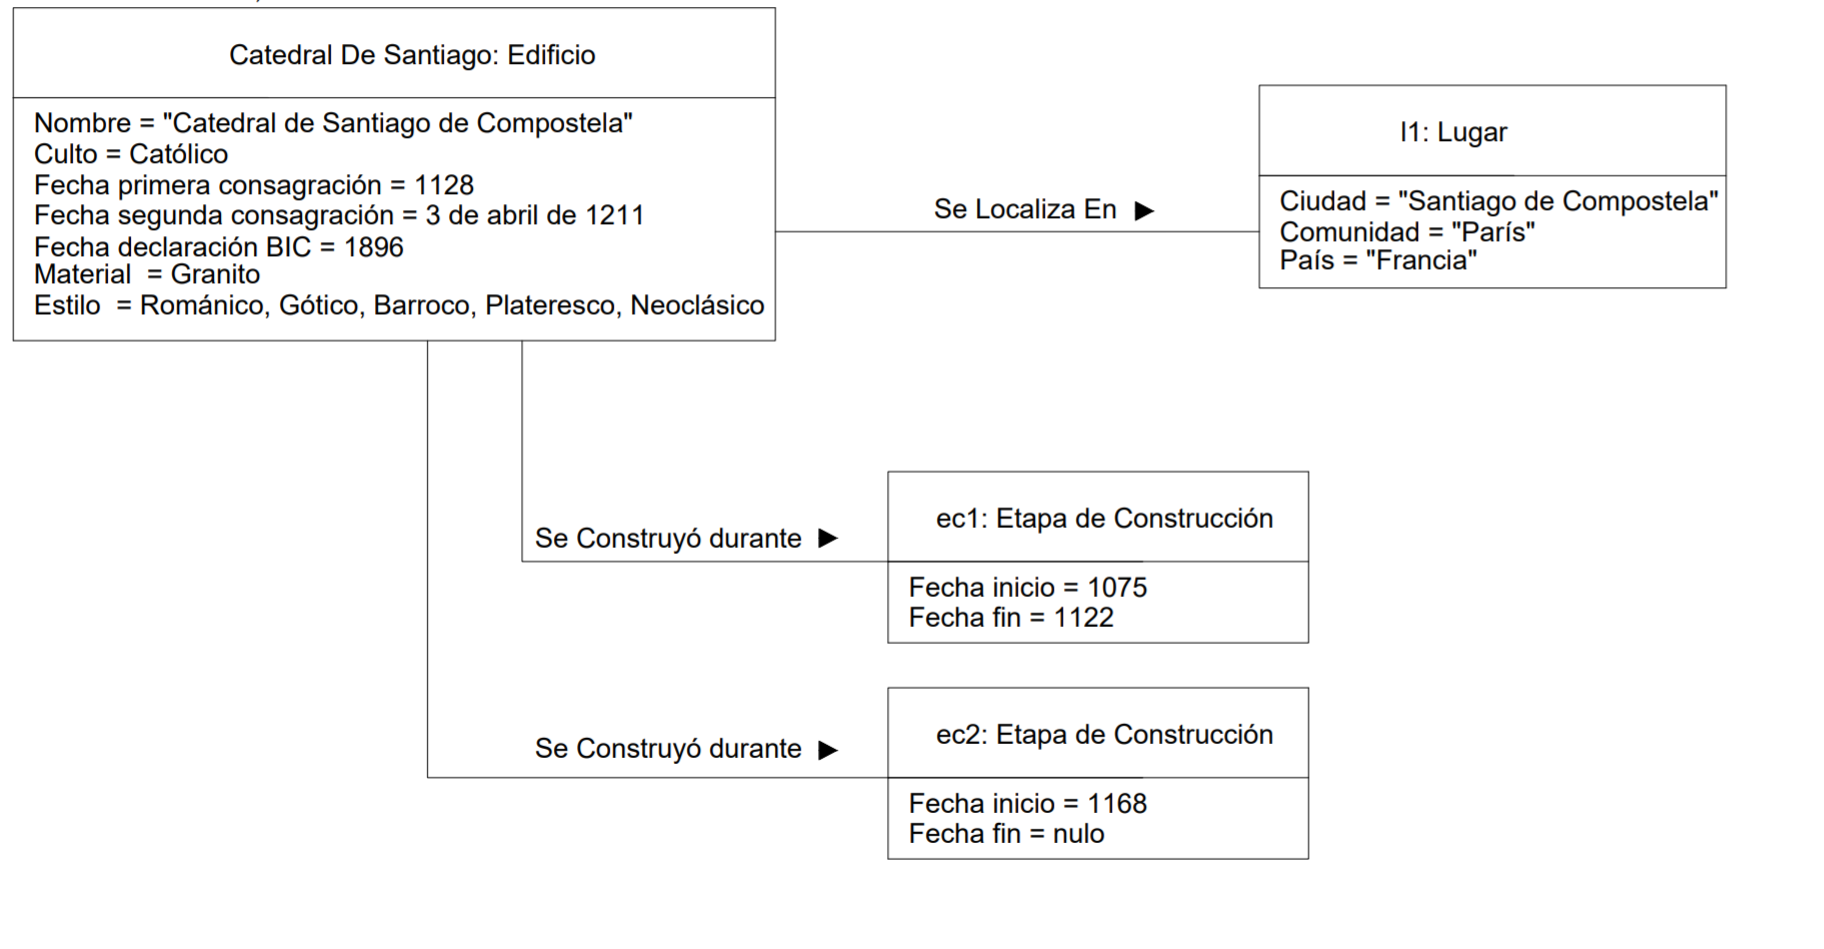 Catedral De Santiago: Edificio
Nombre = "Catedral de Santiago de Compostela"
Culto = Católico
Fecha primera consagración = 1128
Fecha segunda consagración = 3 de abril de 1211
Fecha declaración BIC = 1896
Material  = Granito
Estilo  = Románico, Gótico, Barroco, Plateresco, Neoclásico
Se Localiza En ►
l1: Lugar
Ciudad = "Santiago de Compostela"
Comunidad = "París"
País = "Francia"
Se Construyó durante ►
ec1: Etapa de Construcción
Fecha inicio = 1075
Fecha fin = 1122
Se Construyó durante ►
ec2: Etapa de Construcción
Fecha inicio = 1168
Fecha fin = nulo